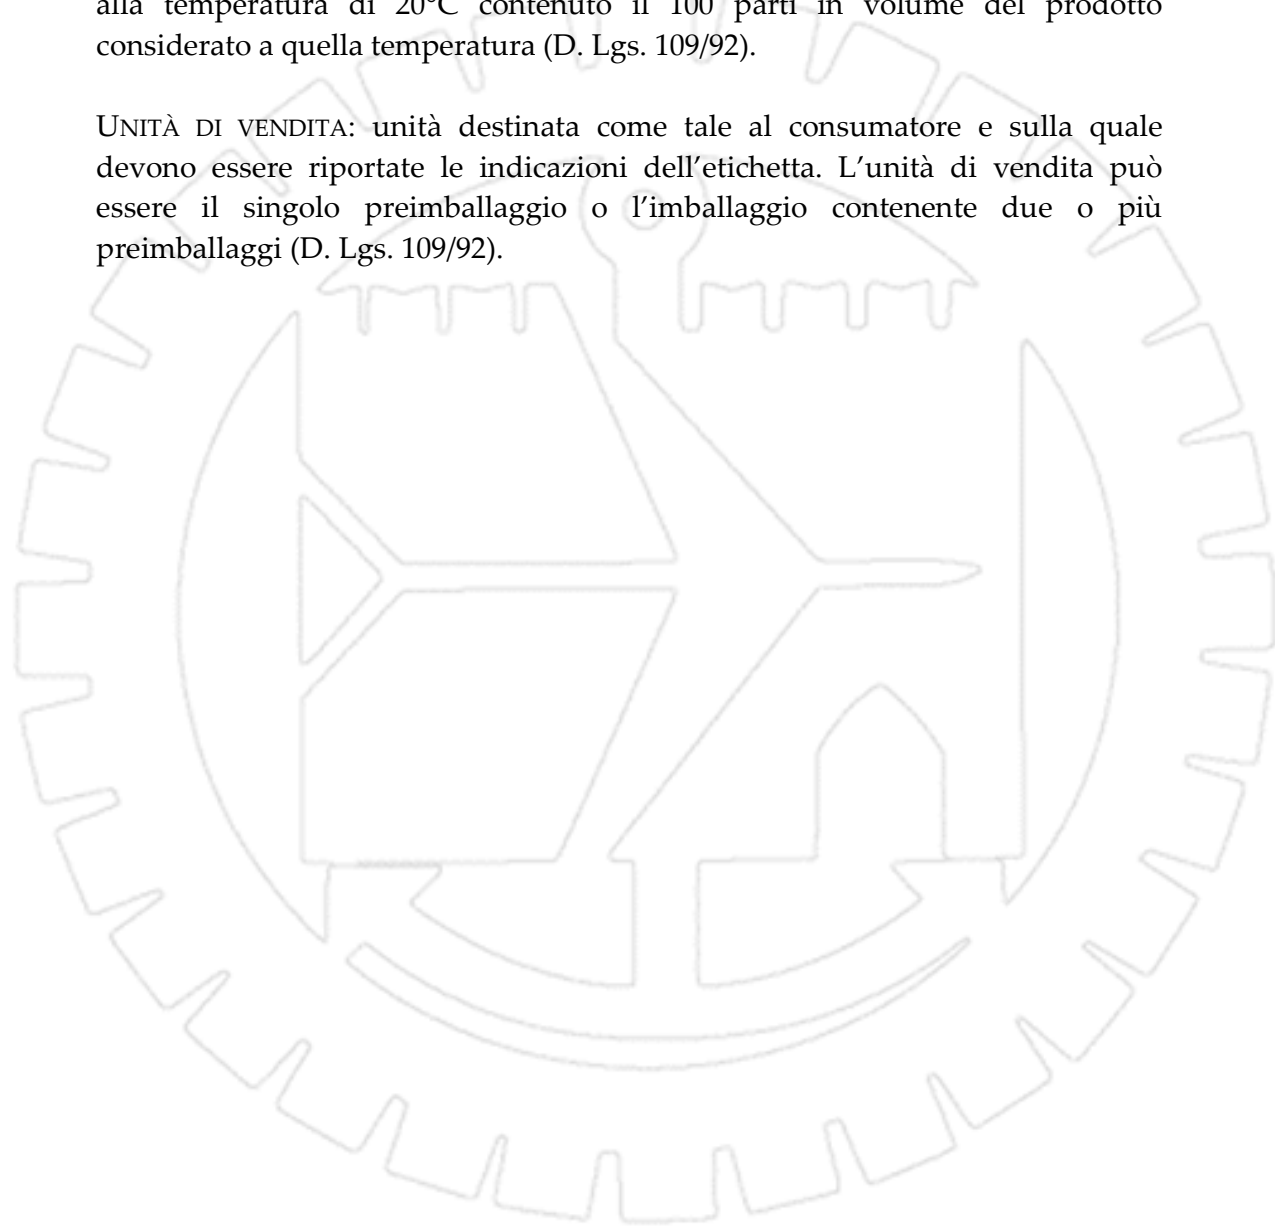 alla temperatura di 20°C contenuto il 100 parti in volume del prodotto
considerato a quella temperatura (D. Lgs. 109/92).
UNITÀ DI VENDITA: unità destinata come tale al consumatore e sulla quale
devono essere riportate le indicazioni dell’etichetta. L’unità di vendita può
essere il singolo preimballaggio o l’imballaggio contenente due o più
preimballaggi (D. Lgs. 109/92).